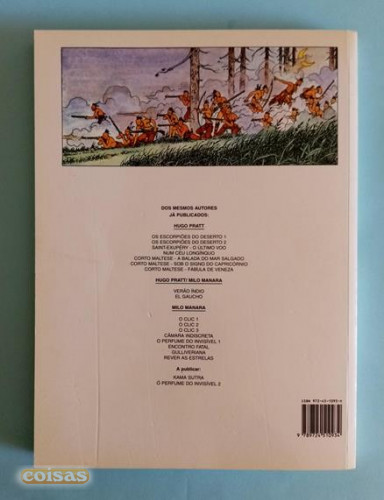 DOS MESMOS AUTORES
JÁ PUBLICADOS:
HUGO PRATT
OS ESCORPIÕES DO DESERTO 1
OS ESCORPIÕES DO DESERTO 2
SAINT-EXUPÉRY - O ÚLTIMO VOO
NUM CÉU LONGÍNQUO
CORTO MALTESE - A BALADA DO MAR SALGADO
CORTO MALTESE - SOB O SIGNO DO CAPRICÓRNIO
CORTO MALTESE - FÁBULA DE VENEZA
HUGO PRATT/ MILO MANARA
VERÃO ÍNDIO
EL GAUCHO
MILO MANARA
O CLIC 1
O CLIC 2
O CLIC 3
CÂMARA INDISCRETA
O PERFUME DO INVISÍVEL 1
ENCONTRO FATAL
GULLIVERIANA
REVER AS ESTRELAS
A publicar:
KAMA SUTRA
O PERFUME DO INVISÍVEL 2
ISBN
9 789724 510934
coisas